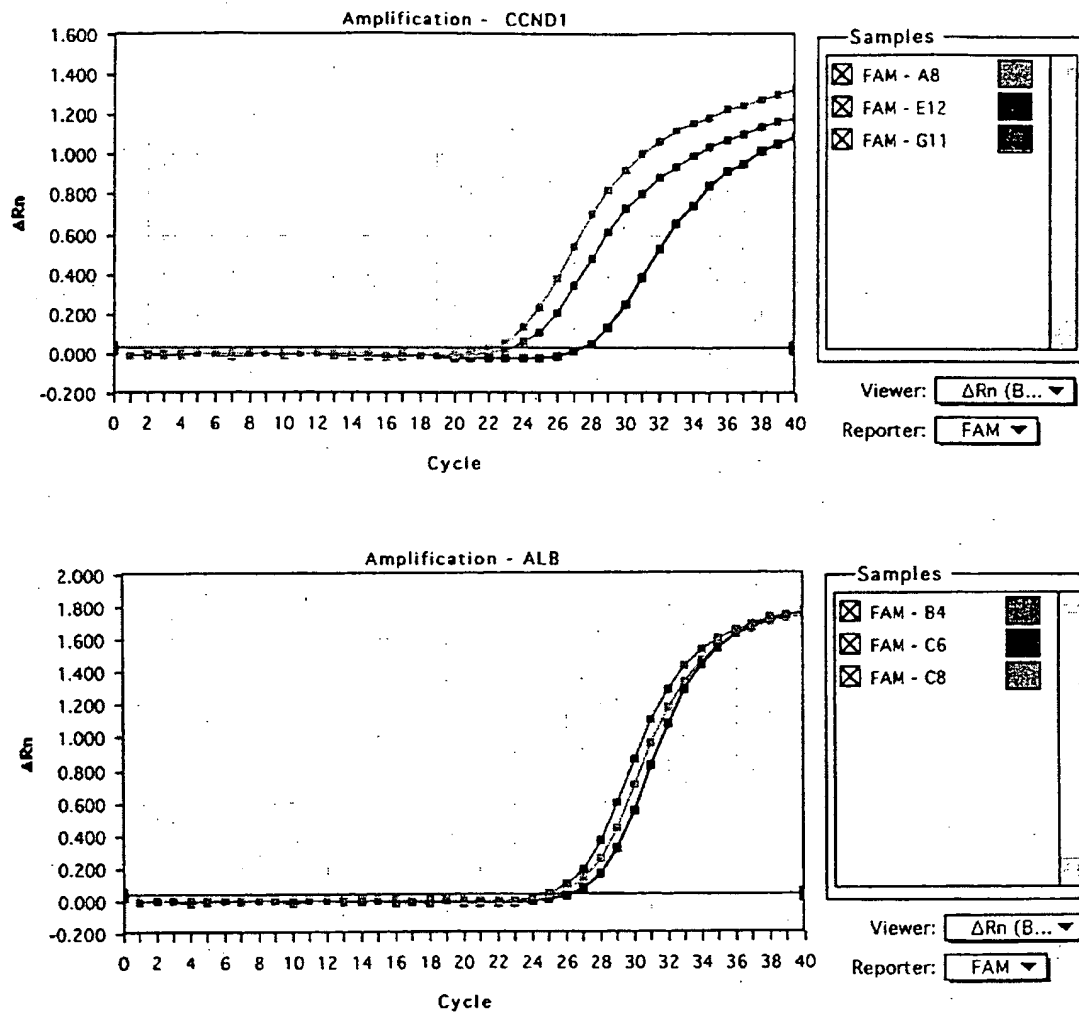 Amplification - CCND1
1.600
1.400
1.200
1.000
0.800
0.600
0.400
0.200
0.000
-0.200
ΔRn
0 2 4 6 8 10 12 14 16 18 20 22 24 26 28 30 32 34 36 38 40
Cycle
Samples
FAM - A8
FAM - E12
FAM - G11
Viewer: ΔRn (B... ▼
Reporter: FAM ▼
Amplification - ALB
2.000
1.800
1.600
1.400
1.200
1.000
0.800
0.600
0.400
0.200
0.000
-0.200
ΔRn
0 2 4 6 8 10 12 14 16 18 20 22 24 26 28 30 32 34 36 38 40
Cycle
Samples
FAM - B4
FAM - C6
FAM - C8
Viewer: ΔRn (B... ▼
Reporter: FAM ▼